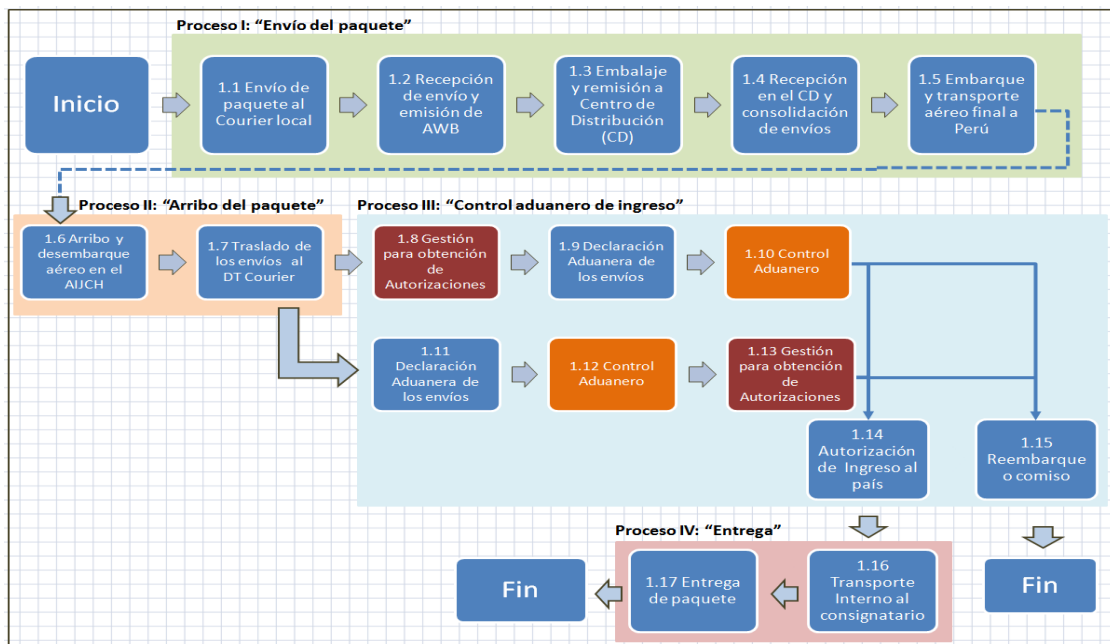 Proceso I: “Envío del paquete”
Inicio
1.1 Envío de
paquete al
Courier local
1.2 Recepción
de envío y
emisión de
AWB
1.3 Embalaje
y remisión a
Centro de
Distribución
(CD)
1.4 Recepción
en el CD y
consolidación
de envíos
1.5 Embarque
y transporte
aéreo final a
Perú
Proceso II: “Arribo del paquete”
1.6 Arribo y
desembarque
aéreo en el
AIJCH
1.7 Traslado de
los envíos al
DT Courier
Proceso III: “Control aduanero de ingreso”
1.8 Gestión
para obtención
de
Autorizaciones
1.9 Declaración
Aduanera de
los envíos
1.10 Control
Aduanero
1.11
Declaración
Aduanera de
los envíos
1.12 Control
Aduanero
1.13 Gestión
para obtención
de
Autorizaciones
1.14
Autorización
de Ingreso al
país
1.15
Reembarque
o comiso
Proceso IV: “Entrega”
Fin
1.17 Entrega
de paquete
1.16
Transporte
Interno al
consignatario
Fin